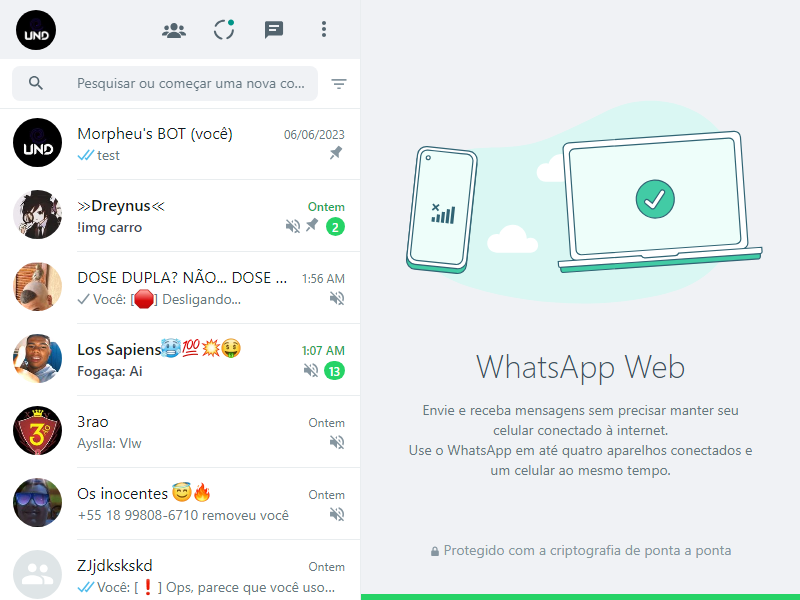 UND
Pesquisar ou começar uma nova co...
UND
Morpheu's BOT (você)
06/06/2023
test
≫Dreynus≪
Ontem
!img carro
2
DOSE DUPLA? NÃO... DOSE ...
1:56 AM
Você: [🛑] Desligando...
Los Sapiens🥶💯💥🤑
1:07 AM
Fogaça: Ai
13
3rao
Ontem
Ayslla: Vlw
Os inocentes 😇🔥
Ontem
+55 18 99808-6710 removeu você
ZJjdkskskd
Ontem
Você: [❗] Ops, parece que você uso...
WhatsApp Web
Envie e receba mensagens sem precisar manter seu
celular conectado à internet.
Use o WhatsApp em até quatro aparelhos conectados e
um celular ao mesmo tempo.
Protegido com a criptografia de ponta a ponta